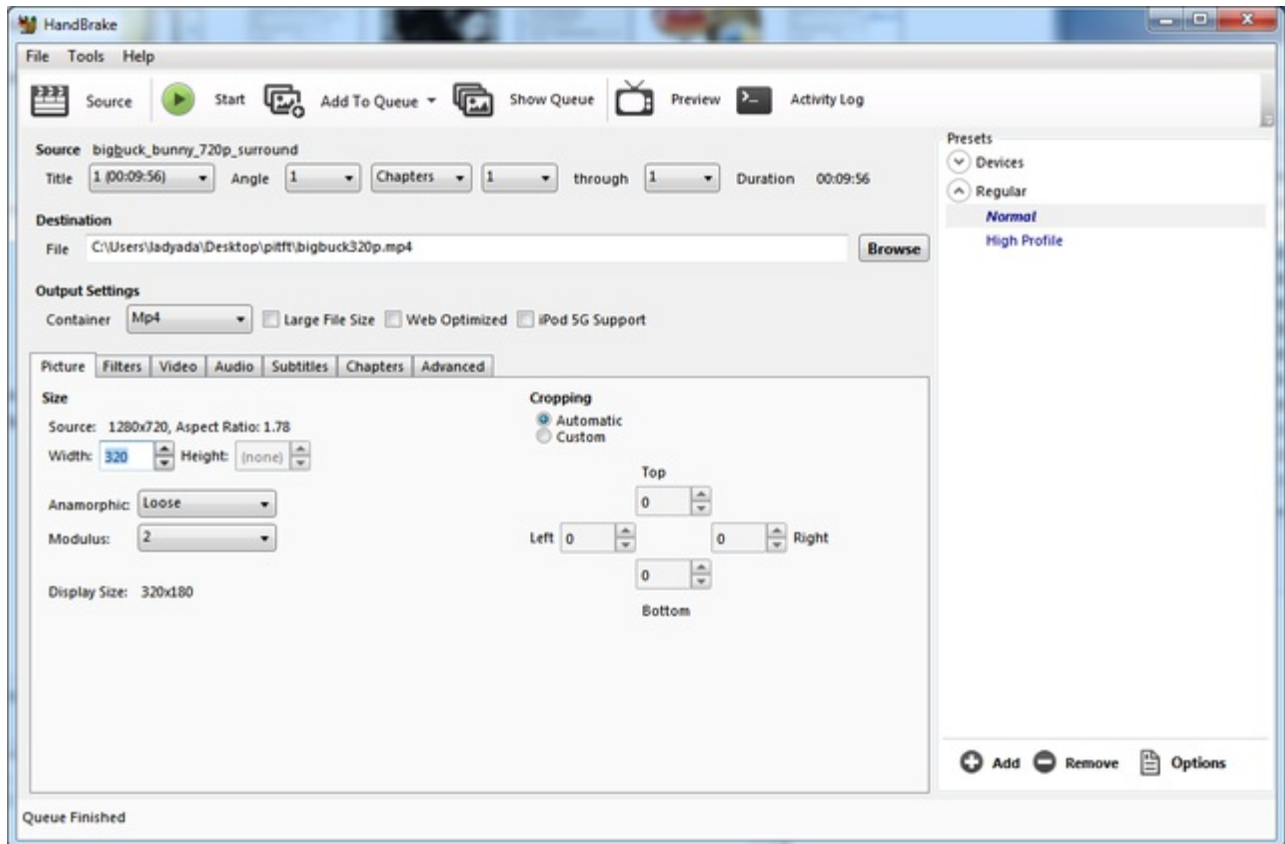 HandBrake
File Tools Help
Source Start Add To Queue Show Queue Preview Activity Log
Source bigbuck_bunny_720p_surround
Title 1 (00:09:56) Angle 1 Chapters 1 through 1 Duration 00:09:56
Destination
File C:\Users\ladyada\Desktop\pitft\bigbuck320p.mp4 Browse
Output Settings
Container Mp4 Large File Size Web Optimized iPod 5G Support
Picture Filters Video Audio Subtitles Chapters Advanced
Size
Source: 1280x720, Aspect Ratio: 1.78
Width: 320 Height: (none)
Anamorphic: Loose
Modulus: 2
Display Size: 320x180
Cropping
Automatic
Custom
Top
0
Left 0 0 Right
0
Bottom
Presets
Devices
Regular
Normal
High Profile
Add Remove Options
Queue Finished